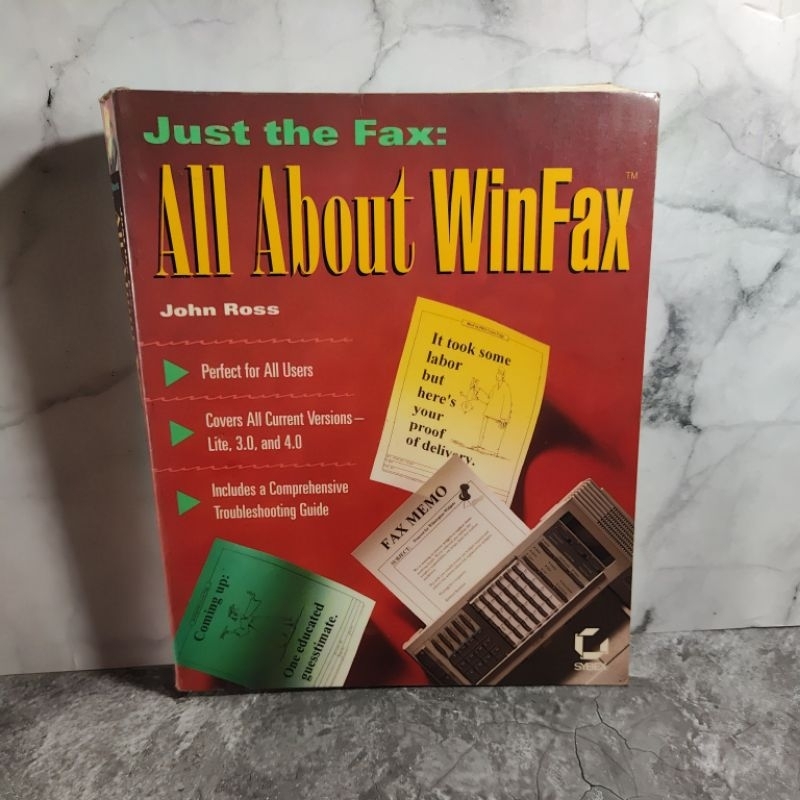 Just the Fax:
All About WinFax™
John Ross
Perfect for All Users
Covers All Current Versions–
Lite, 3.0, and 4.0
Includes a Comprehensive
Troubleshooting Guide
It took some
labor
but
here's
your
proof
of delivery.
FAX MEMO
SUBJECT:
Coming up:
One educated
guesstimate.
SYBEX